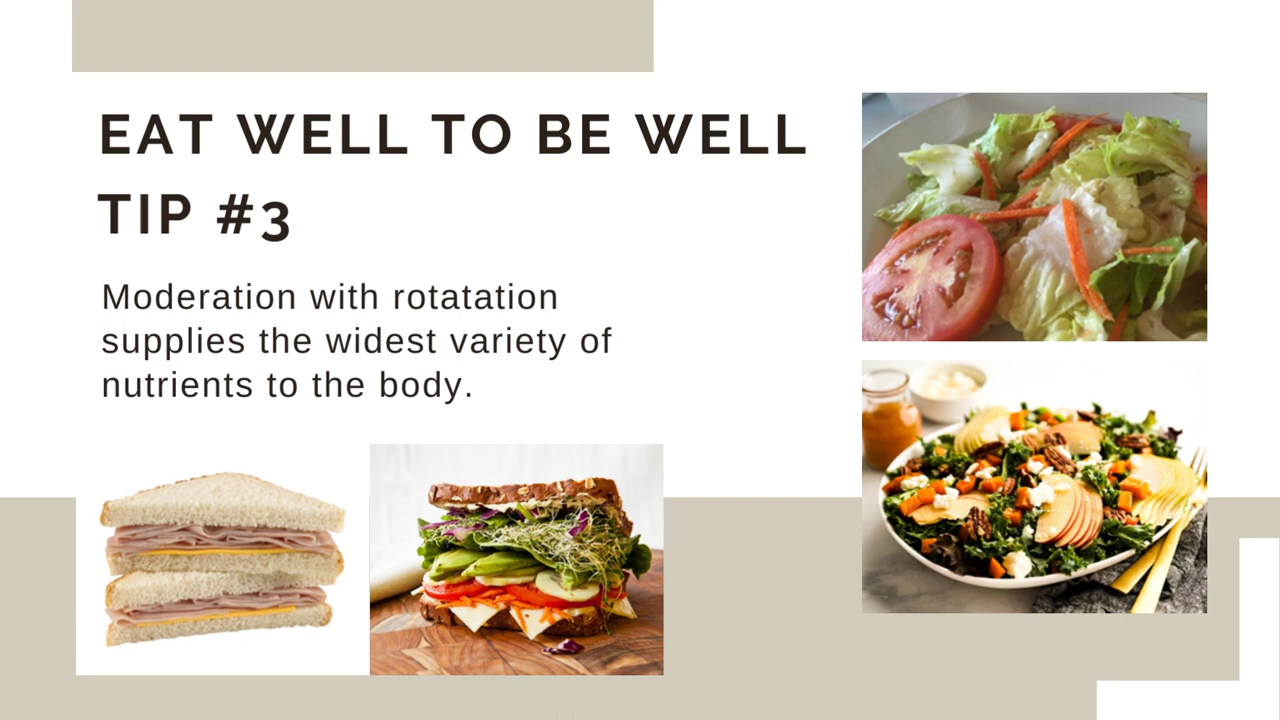 EAT WELL TO BE WELL
TIP #3
Moderation with rotatation
supplies the widest variety of
nutrients to the body.